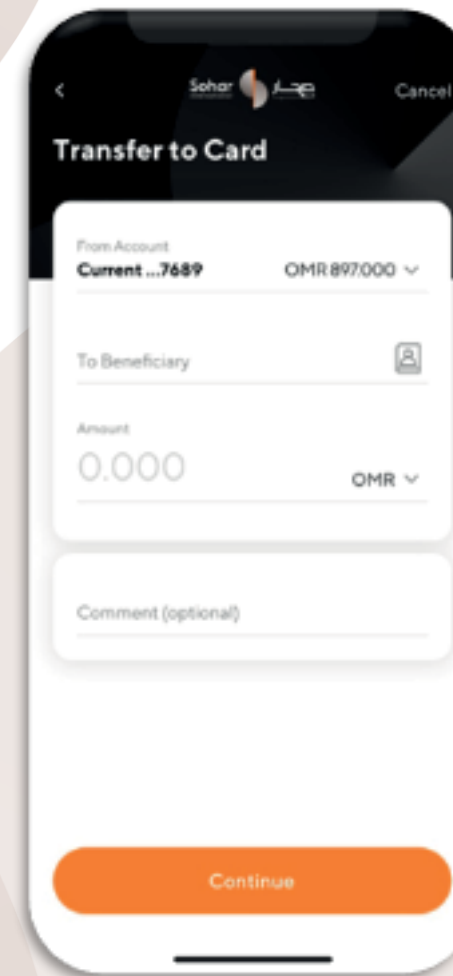 Sohar صحار
Cancel
Transfer to Card
From Account
Current ...7689 OMR 897.000
To Beneficiary
Amount
0.000 OMR
Comment (optional)
Continue